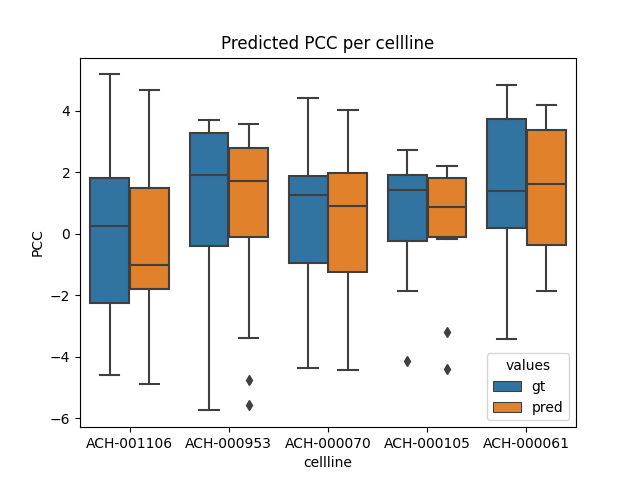 Predicted PCC per cellline
PCC
4
2
0
−2
−4
−6
values
gt
pred
ACH-001106 ACH-000953 ACH-000070 ACH-000105 ACH-000061
cellline